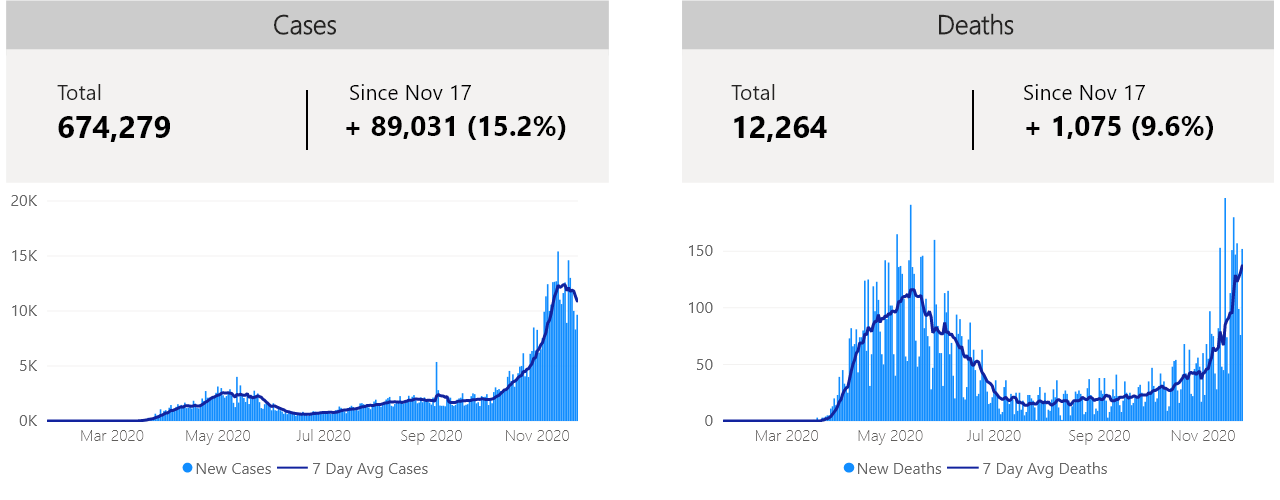 Cases
Total
674,279
Since Nov 17
+ 89,031 (15.2%)
20K
15K
10K
5K
0K
Mar 2020 May 2020 Jul 2020 Sep 2020 Nov 2020
New Cases 7 Day Avg Cases
Deaths
Total
12,264
Since Nov 17
+ 1,075 (9.6%)
150
100
50
0
Mar 2020 May 2020 Jul 2020 Sep 2020 Nov 2020
New Deaths 7 Day Avg Deaths